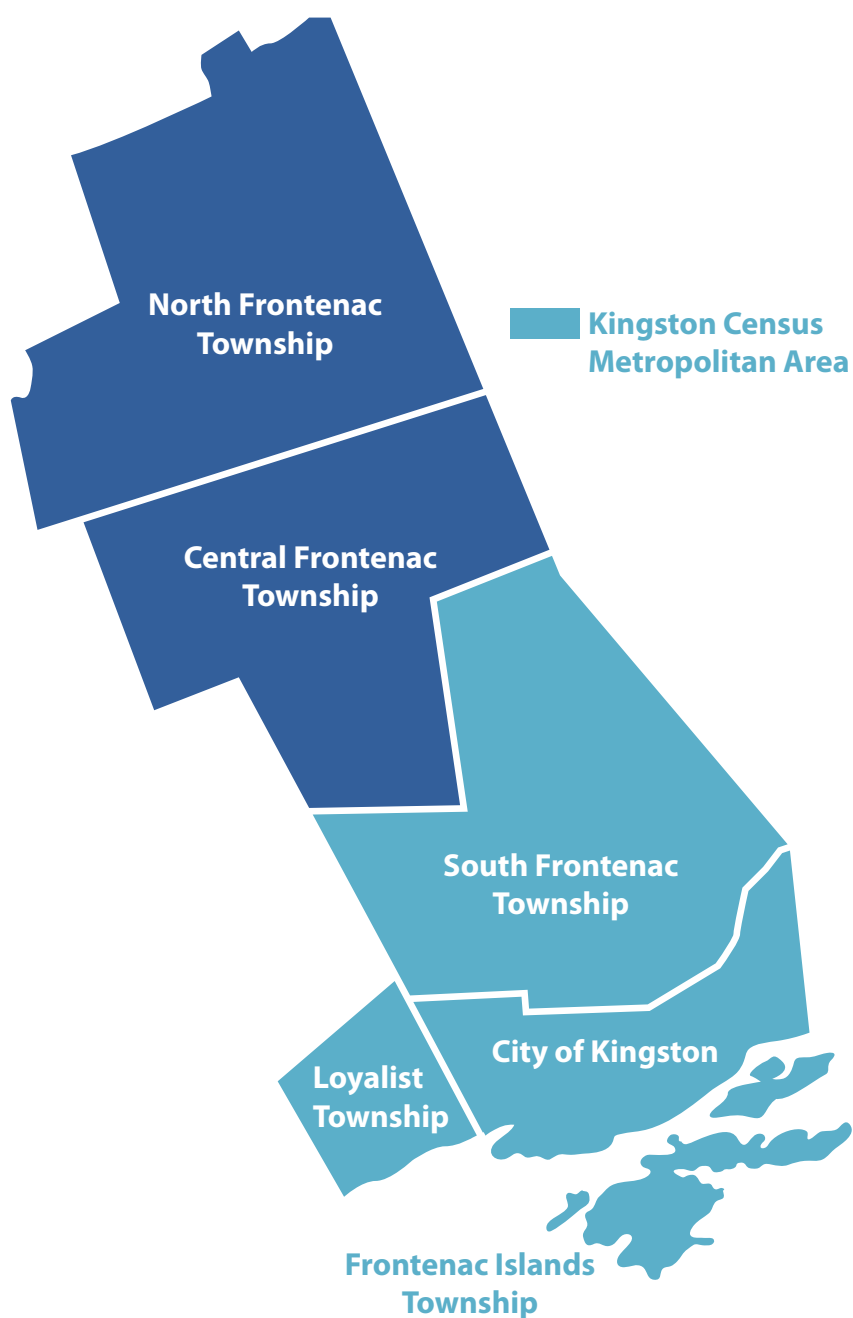 North Frontenac
Township
Kingston Census
Metropolitan Area
Central Frontenac
Township
South Frontenac
Township
City of Kingston
Loyalist
Township
Frontenac Islands
Township